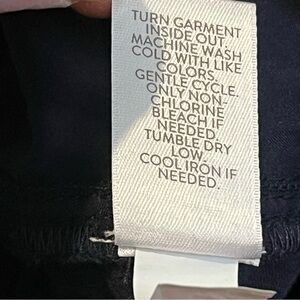 TURN GARMENT
INSIDE OUT.
MACHINE WASH
COLD WITH LIKE
COLORS.
GENTLE CYCLE.
ONLY NON-
CHLORINE
BLEACH IF
NEEDED.
TUMBLE DRY
LOW.
COOL IRON IF
NEEDED.